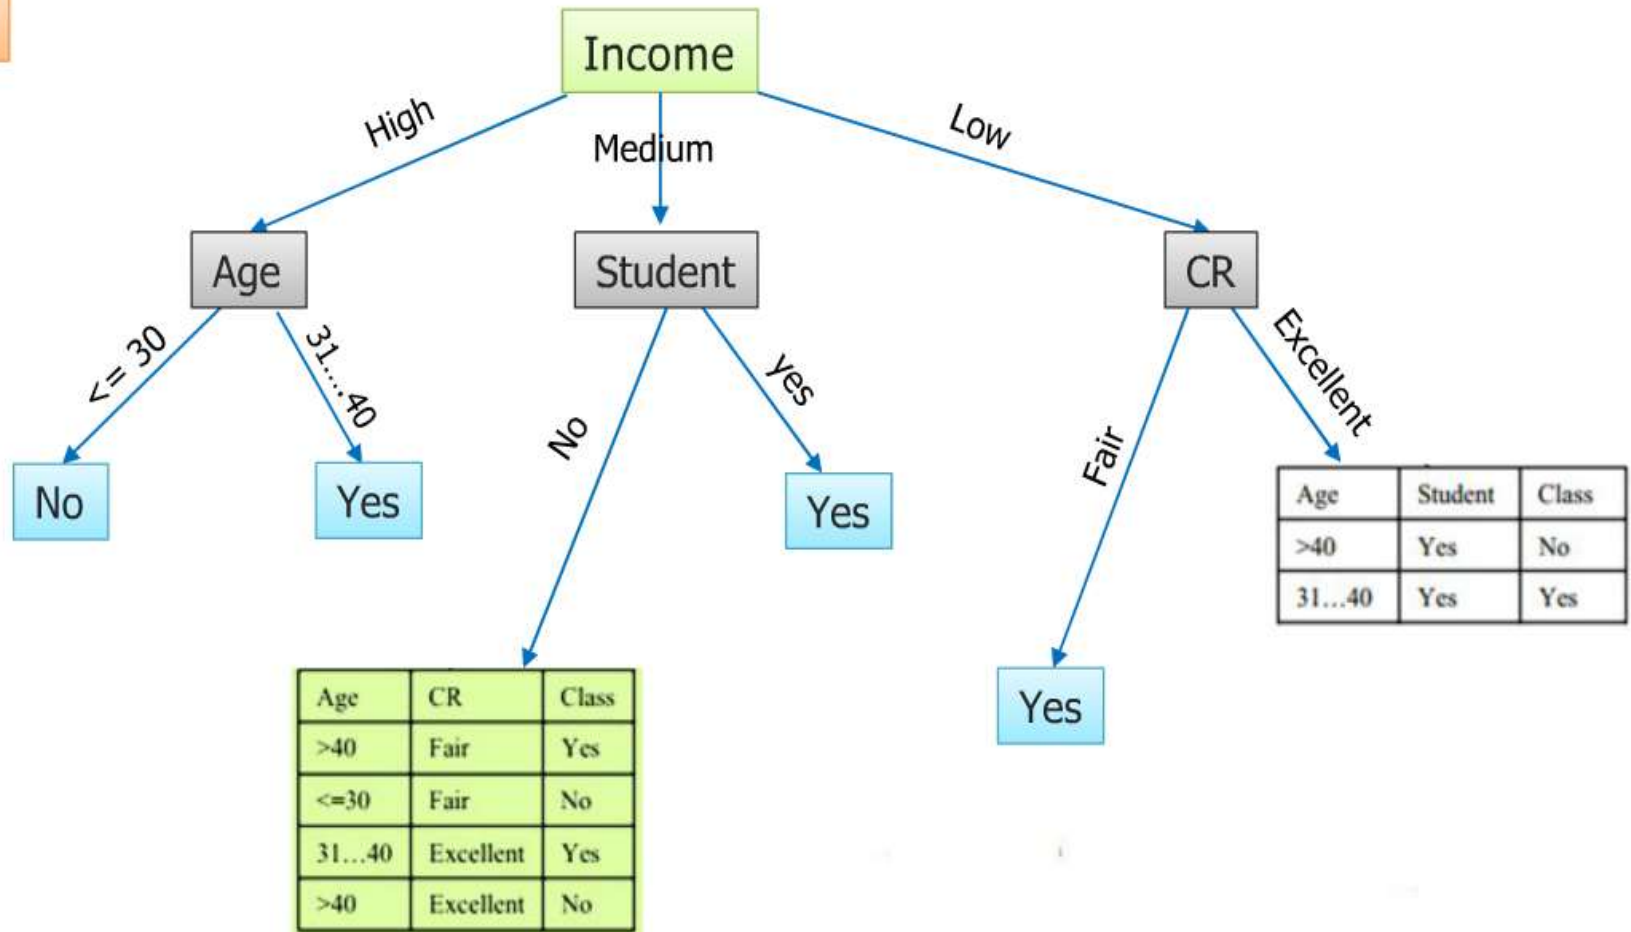 Income
High
Medium
Low
Age
Student
CR
<= 30
31....40
No
yes
Fair
Excellent
No
Yes
Yes
Age Student Class
>40 Yes No
31...40 Yes Yes
Yes
Age CR Class
>40 Fair Yes
<=30 Fair No
31...40 Excellent Yes
>40 Excellent No